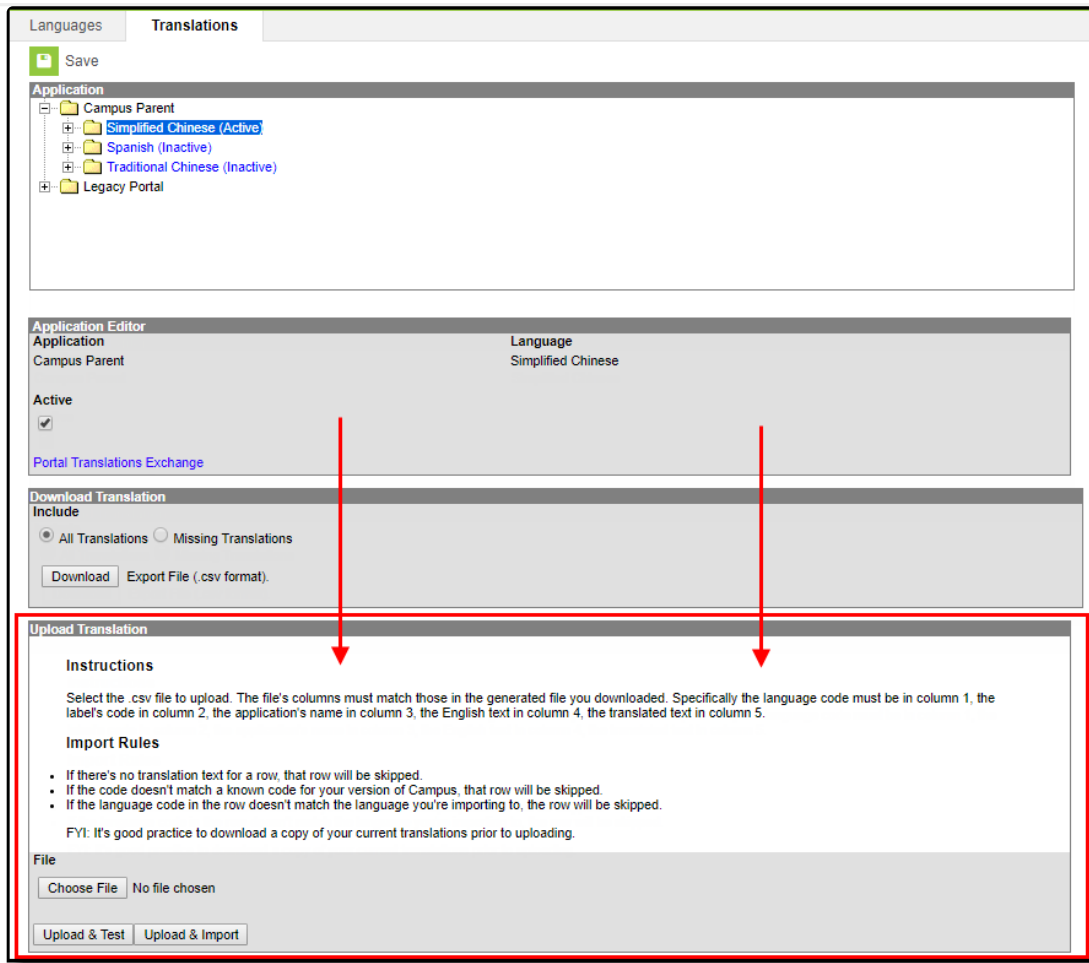 Languages Translations
Save
Application
Campus Parent
Simplified Chinese (Active)
Spanish (Inactive)
Traditional Chinese (Inactive)
Legacy Portal
Application Editor
Application Language
Campus Parent Simplified Chinese
Active
Portal Translations Exchange
Download Translation
Include
All Translations Missing Translations
Download Export File (.csv format).
Upload Translation
Instructions
Select the .csv file to upload. The file's columns must match those in the generated file you downloaded. Specifically the language code must be in column 1, the
label's code in column 2, the application's name in column 3, the English text in column 4, the translated text in column 5.
Import Rules
If there's no translation text for a row, that row will be skipped.
If the code doesn't match a known code for your version of Campus, that row will be skipped.
If the language code in the row doesn't match the language you're importing to, the row will be skipped.
FYI: It's good practice to download a copy of your current translations prior to uploading.
File
Choose File No file chosen
Upload & Test Upload & Import